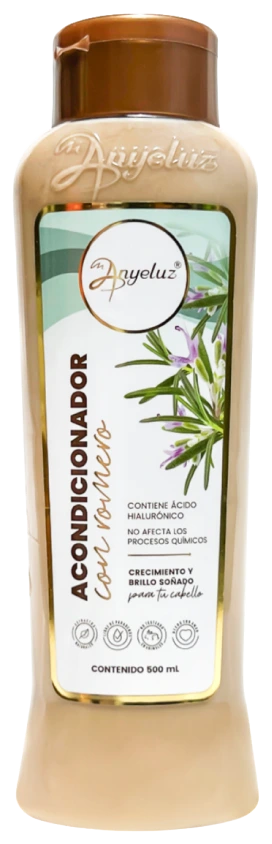 Anyeluz
Anyeluz®
ACONDICIONADOR
con romero
CONTIENE ÁCIDO
HIALURÓNICO
NO AFECTA LOS
PROCESOS QUÍMICOS
CRECIMIENTO Y
BRILLO SOÑADO
para tu cabello
CONTENIDO 500 mL